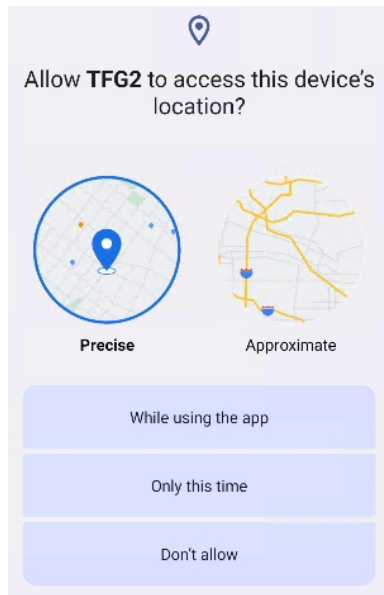 Allow TFG2 to access this device’s
location?
Precise
Approximate
While using the app
Only this time
Don’t allow